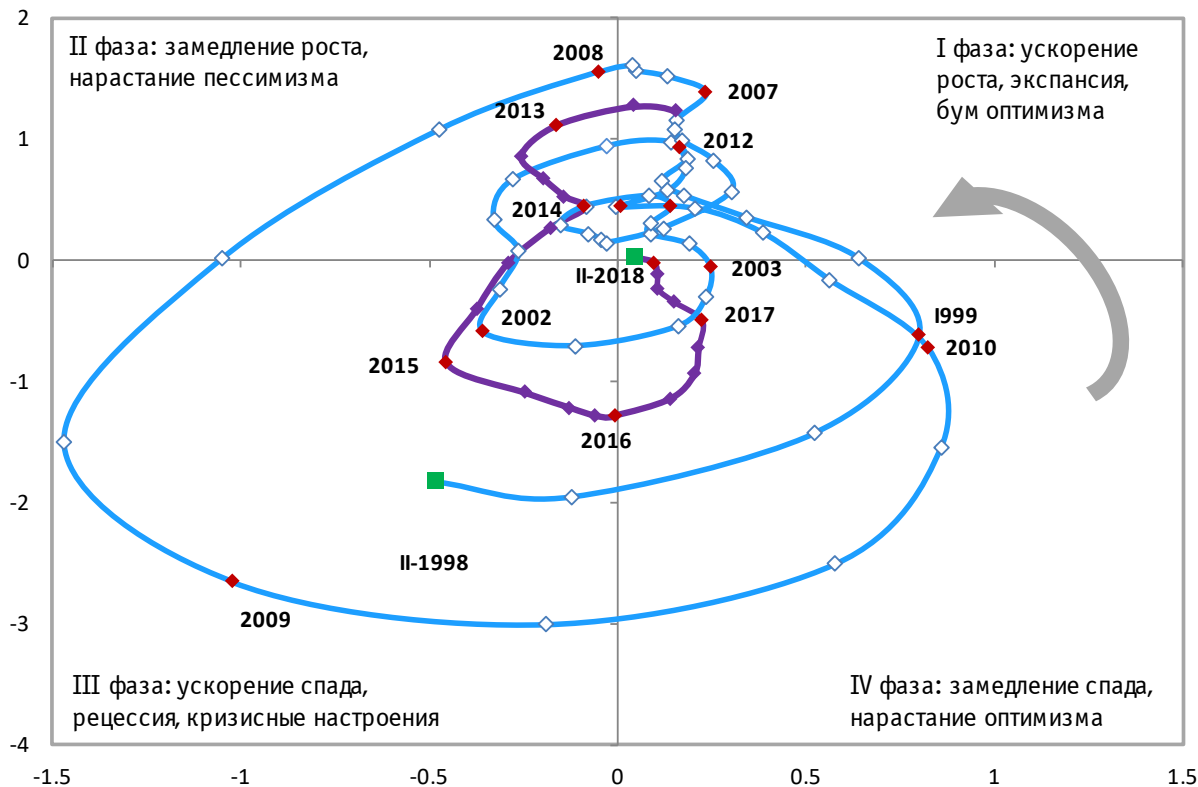 2
II фаза: замедление роста,
нарастание пессимизма
2008
I фаза: ускорение
роста, экспансия,
бум оптимизма
2007
2013
1
2012
2014
0
II-2018
2003
2017
2002
I999
2010
2015
-1
2016
-2
II-1998
2009
-3
III фаза: ускорение спада,
рецессия, кризисные настроения
IV фаза: замедление спада,
нарастание оптимизма
-4
-1.5
-1
-0.5
0
0.5
1
1.5